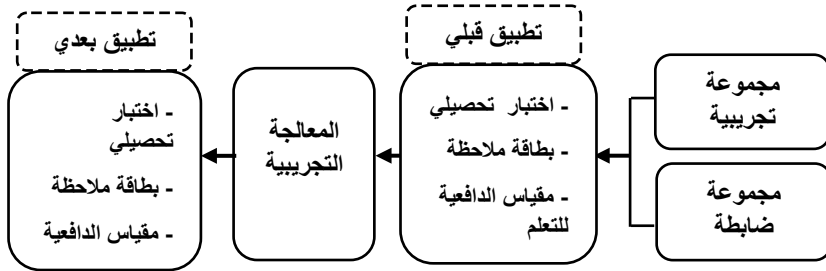 مجموعة
تجريبية
مجموعة
ضابطة
تطبيق قبلي
- اختبار تحصيلي
- بطاقة ملاحظة
- مقياس الدافعية
للتعلم
المعالجة
التجريبية
تطبيق بعدي
- اختبار
تحصيلي
- بطاقة ملاحظة
- مقياس الدافعية